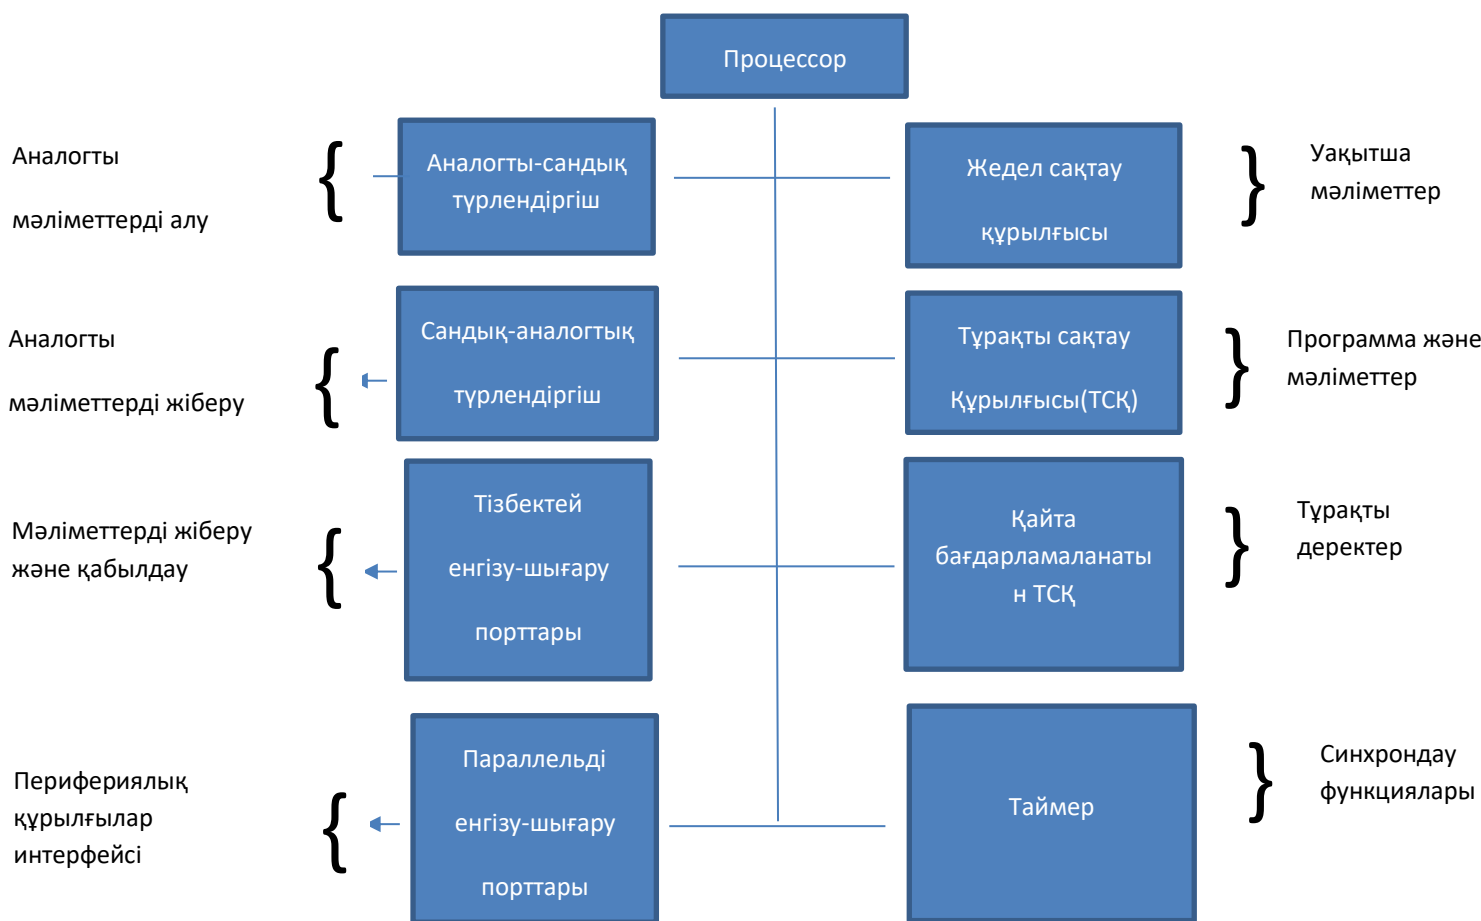 Процессор
Аналогты
мәліметтерді алу
{
Аналогты-сандық
түрлендіргіш
Жедел сақтау
құрылғысы
}
Уақытша
мәліметтер
Аналогты
мәліметтерді жіберу
{
Сандық-аналогтық
түрлендіргіш
Тұрақты сақтау
Құрылғысы(ТСҚ)
}
Программа және
мәліметтер
Мәліметтерді жіберу
және қабылдау
{
Тізбектей
енгізу-шығару
порттары
Қайта
бағдарламаланаты
н ТСҚ
}
Тұрақты
деректер
Перифериялық
құрылғылар
интерфейсі
{
Параллельді
енгізу-шығару
порттары
Таймер
}
Синхрондау
функциялары